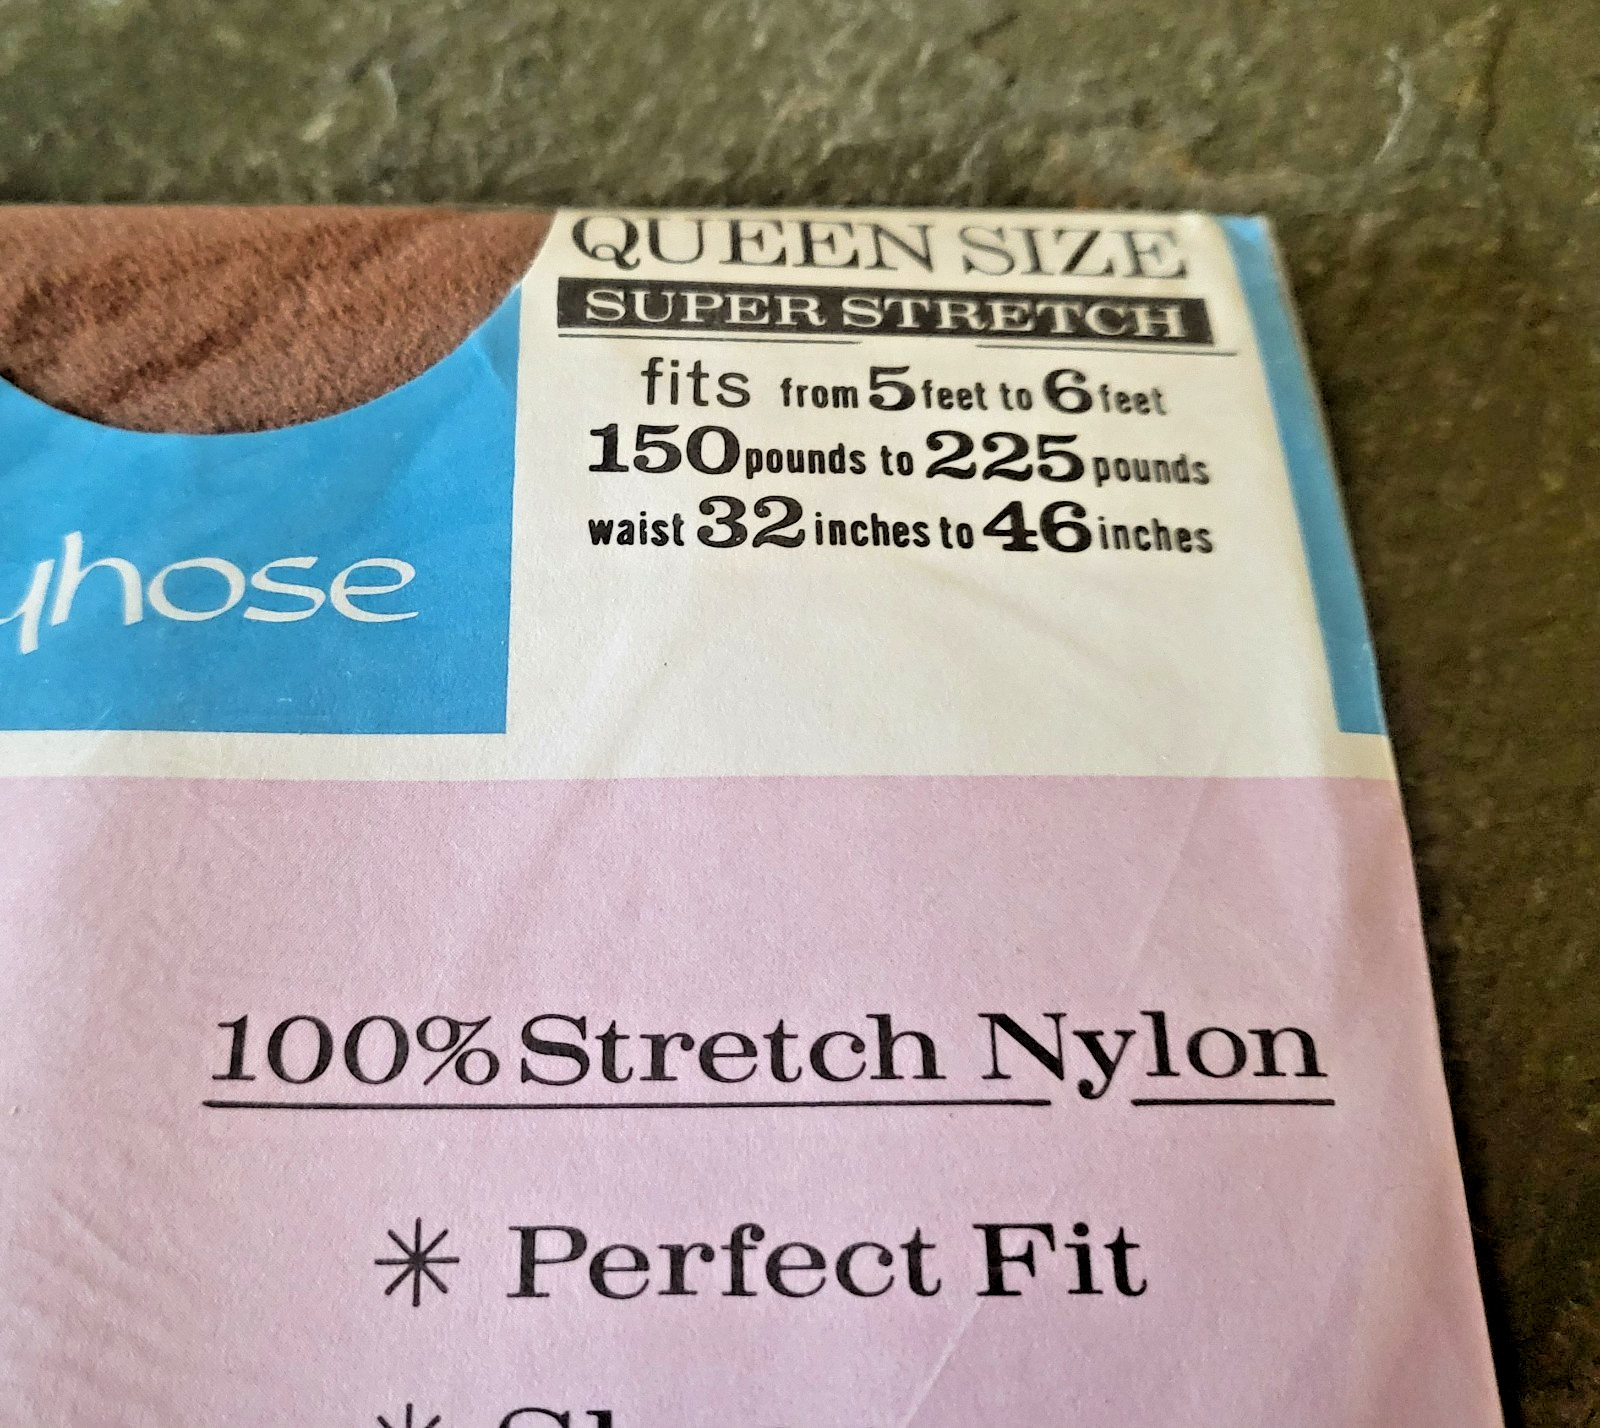 QUEEN SIZE
SUPER STRETCH
fits from 5 feet to 6 feet
150 pounds to 225 pounds
waist 32 inches to 46 inches
yhose
100% Stretch Nylon
* Perfect Fit
*